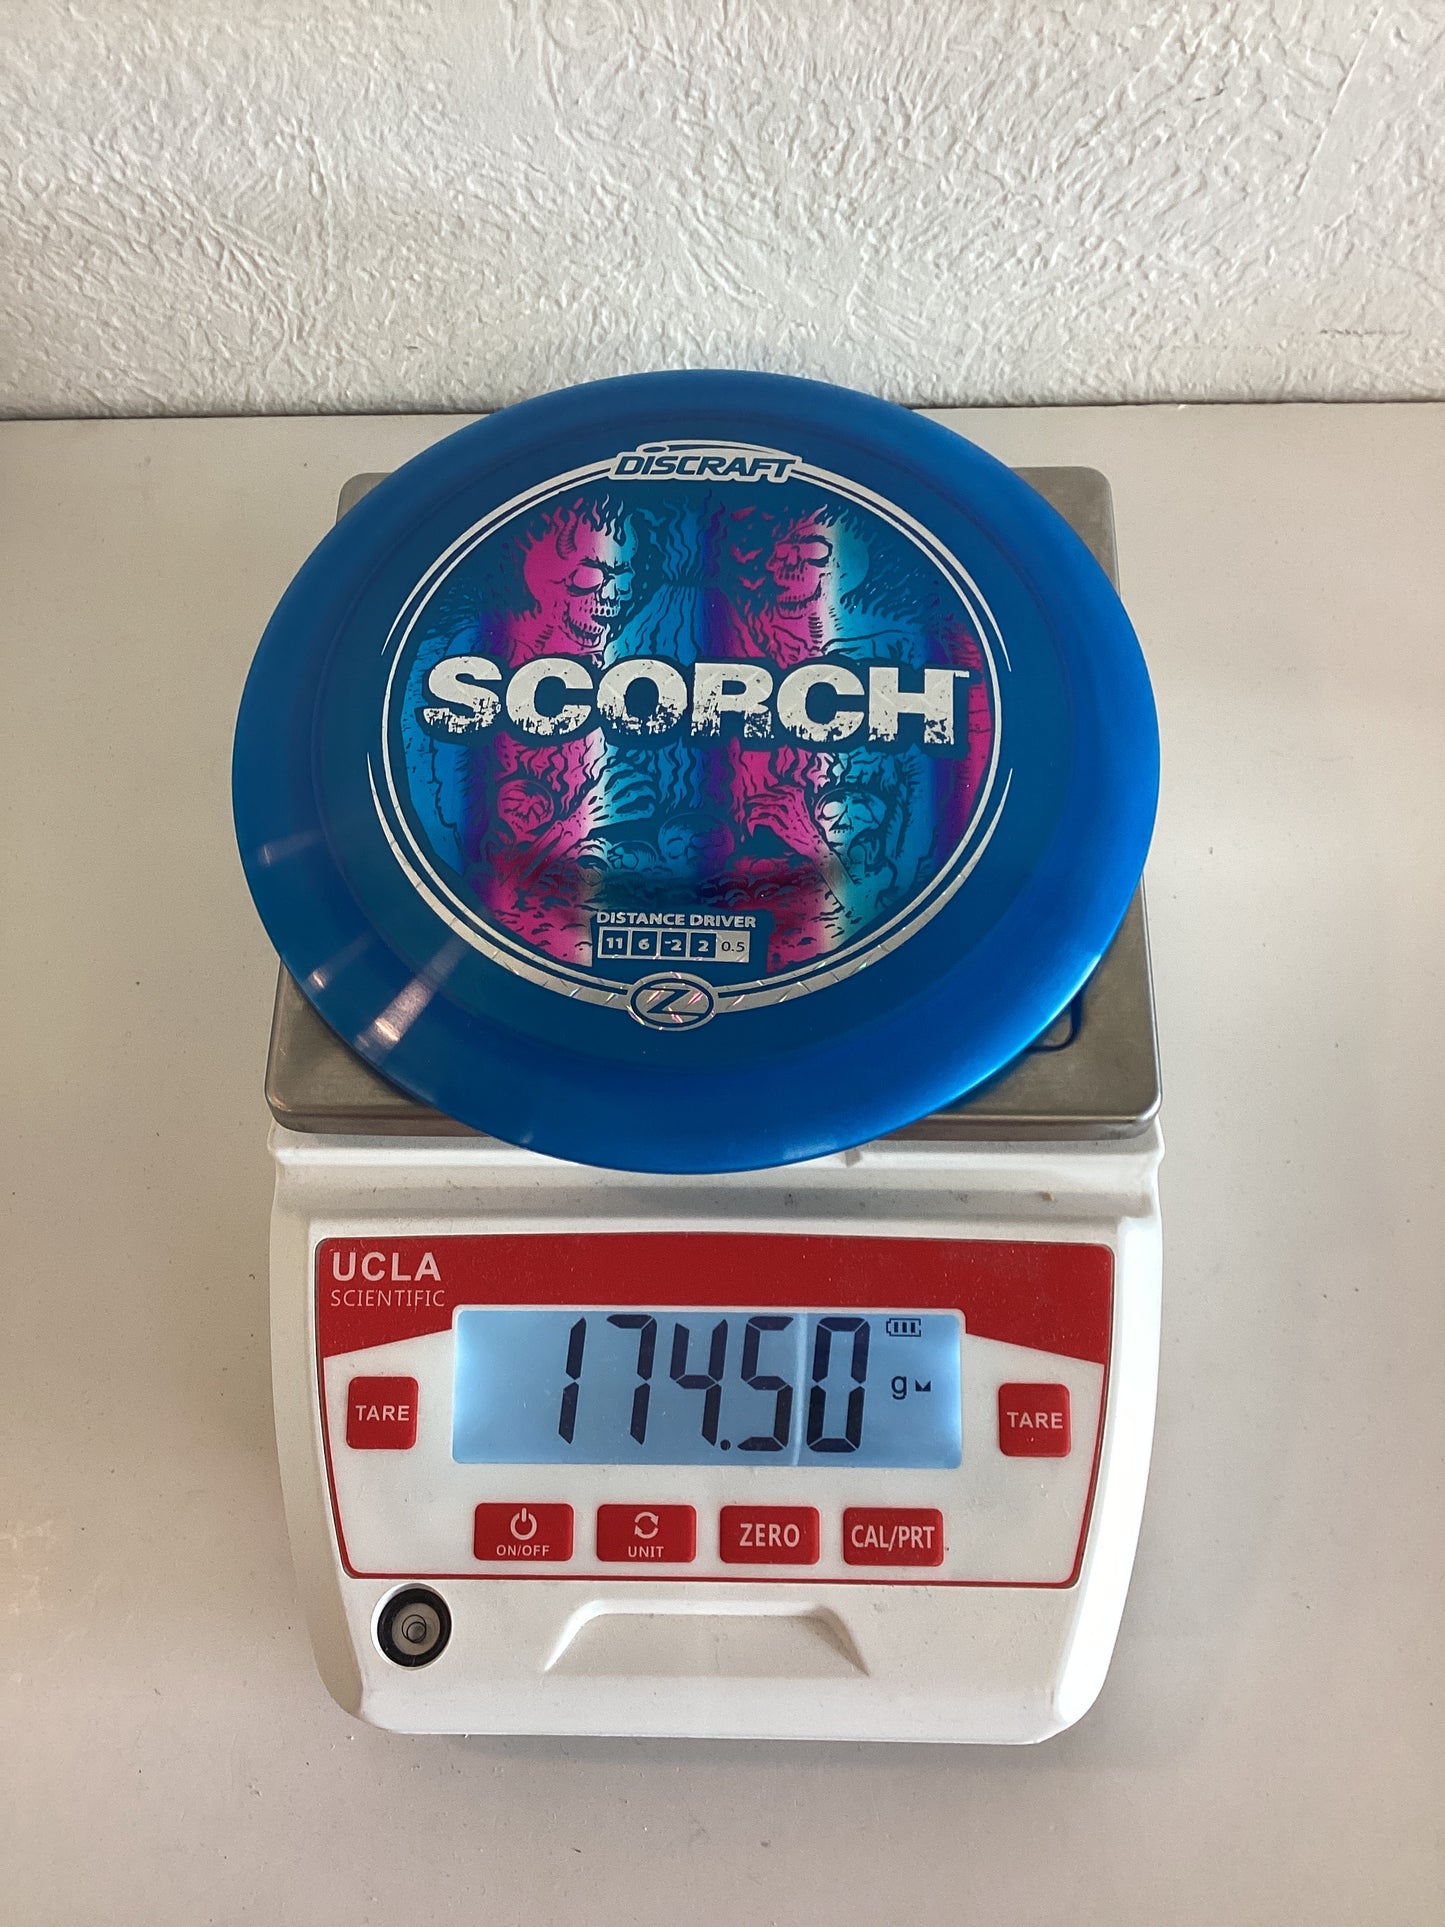 DISCRAFT
SCORCH™
DISTANCE DRIVER
11 6 -2 2 0.5
Z
UCLA
SCIENTIFIC
174.50 g
TARE
TARE
ON/OFF
UNIT
ZERO
CAL/PRT